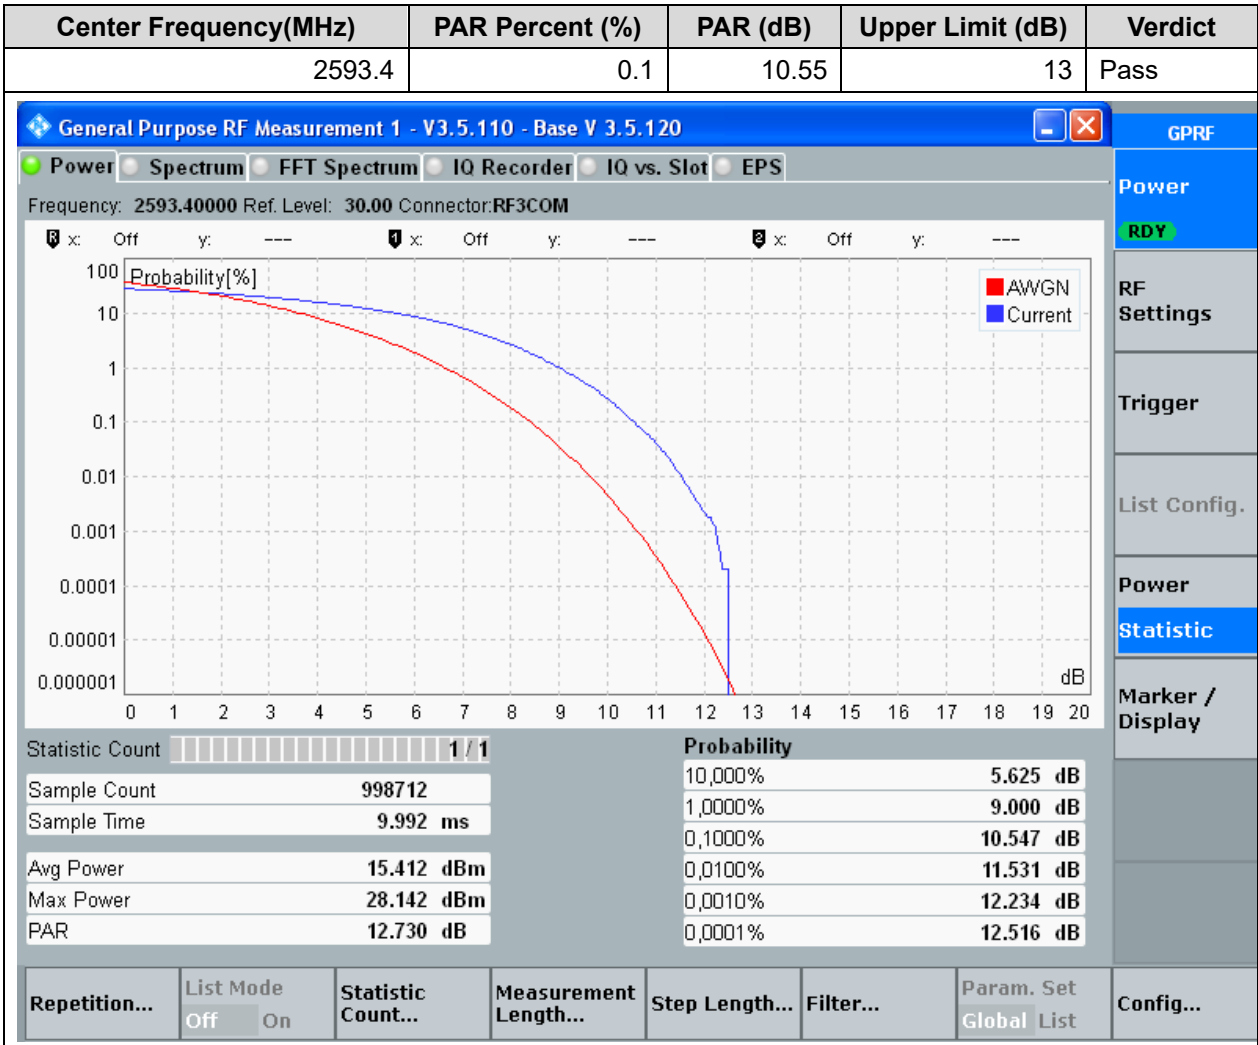 Center Frequency(MHz) PAR Percent (%) PAR (dB) Upper Limit (dB) Verdict
2593.4 0.1 10.55 13 Pass
General Purpose RF Measurement 1 - V3.5.110 - Base V 3.5.120
GPRF
Power Spectrum FFT Spectrum IQ Recorder IQ vs. Slot EPS
Power
RDY
Frequency: 2593.40000 Ref. Level: 30.00 Connector:RF3COM
R x: Off y: --- 1 x: Off y: --- 2 x: Off y: ---
Probability[%]
100
10
1
0.1
0.01
0.001
0.0001
0.00001
0.000001
AWGN
Current
dB
0 1 2 3 4 5 6 7 8 9 10 11 12 13 14 15 16 17 18 19 20
RF
Settings
Trigger
List Config.
Power
Statistic
Marker /
Display
Statistic Count 1 / 1
Sample Count 998712
Sample Time 9.992 ms
Avg Power 15.412 dBm
Max Power 28.142 dBm
PAR 12.730 dB
Probability
10,000% 5.625 dB
1,0000% 9.000 dB
0,1000% 10.547 dB
0,0100% 11.531 dB
0,0010% 12.234 dB
0,0001% 12.516 dB
Repetition...
List Mode
Off On
Statistic
Count...
Measurement
Length...
Step Length...
Filter...
Param. Set
Global List
Config...